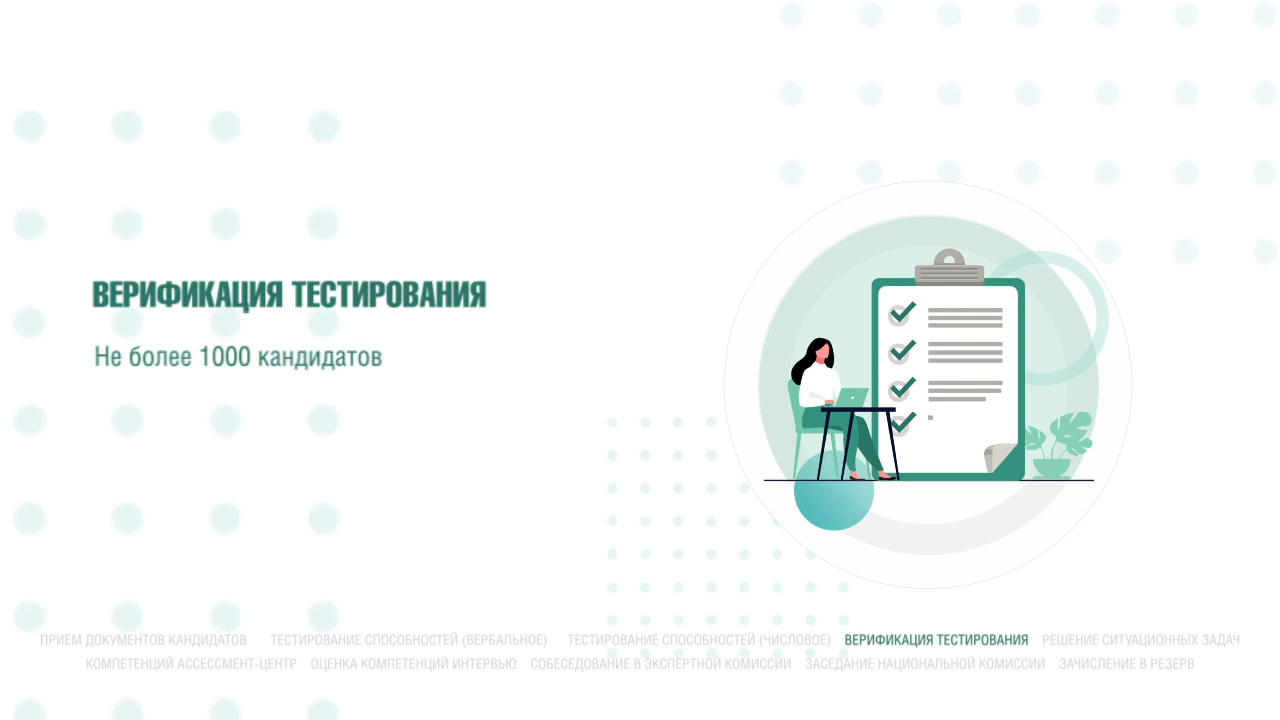 ВЕРИФИКАЦИЯ ТЕСТИРОВАНИЯ
Не более 1000 кандидатов
ПРИЕМ ДОКУМЕНТОВ КАНДИДАТОВ ТЕСТИРОВАНИЕ СПОСОБНОСТЕЙ (ВЕРБАЛЬНОЕ) ТЕСТИРОВАНИЕ СПОСОБНОСТЕЙ (ЧИСЛОВОЕ) ВЕРИФИКАЦИЯ ТЕСТИРОВАНИЯ РЕШЕНИЕ СИТУАЦИОННЫХ ЗАДАЧ
КОМПЕТЕНЦИЙ АССЕССМЕНТ-ЦЕНТР ОЦЕНКА КОМПЕТЕНЦИЙ ИНТЕРВЬЮ СОБЕСЕДОВАНИЕ В ЭКСПЕРТНОЙ КОМИССИИ ЗАСЕДАНИЕ НАЦИОНАЛЬНОЙ КОМИССИИ ЗАЧИСЛЕНИЕ В РЕЗЕРВ